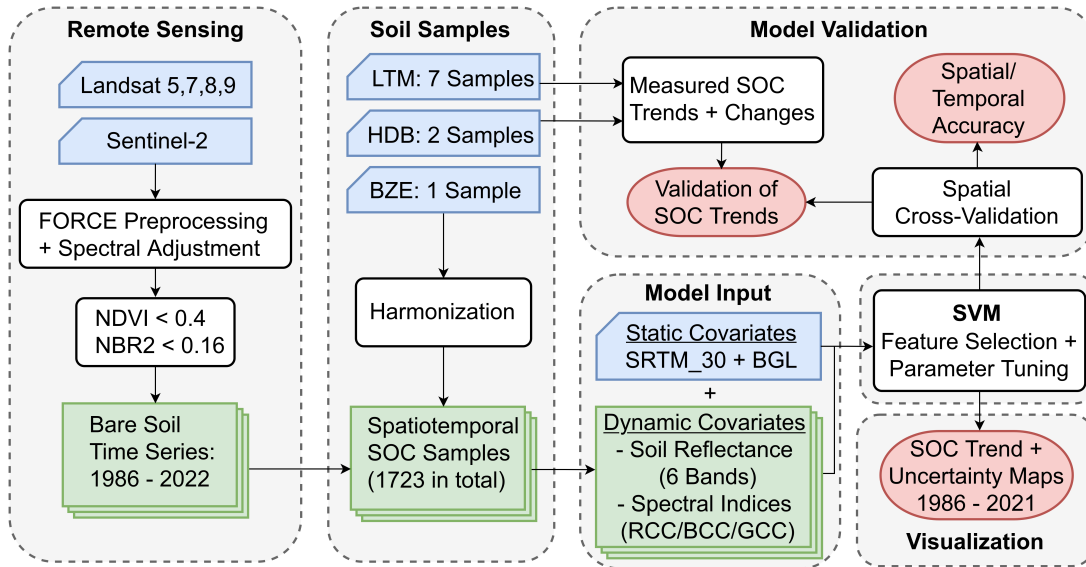 Remote Sensing
Landsat 5,7,8,9
Sentinel-2
FORCE Preprocessing
+ Spectral Adjustment
NDVI < 0.4
NBR2 < 0.16
Bare Soil
Time Series:
1986 - 2022
Soil Samples
LTM: 7 Samples
HDB: 2 Samples
BZE: 1 Sample
Harmonization
Spatiotemporal
SOC Samples
(1723 in total)
Model Validation
Measured SOC
Trends + Changes
Validation of
SOC Trends
Spatial/
Temporal
Accuracy
Spatial
Cross-Validation
Model Input
Static Covariates
SRTM_30 + BGL
+
Dynamic Covariates
- Soil Reflectance
(6 Bands)
- Spectral Indices
(RCC/BCC/GCC)
SVM
Feature Selection +
Parameter Tuning
SOC Trend +
Uncertainty Maps
1986 - 2021
Visualization